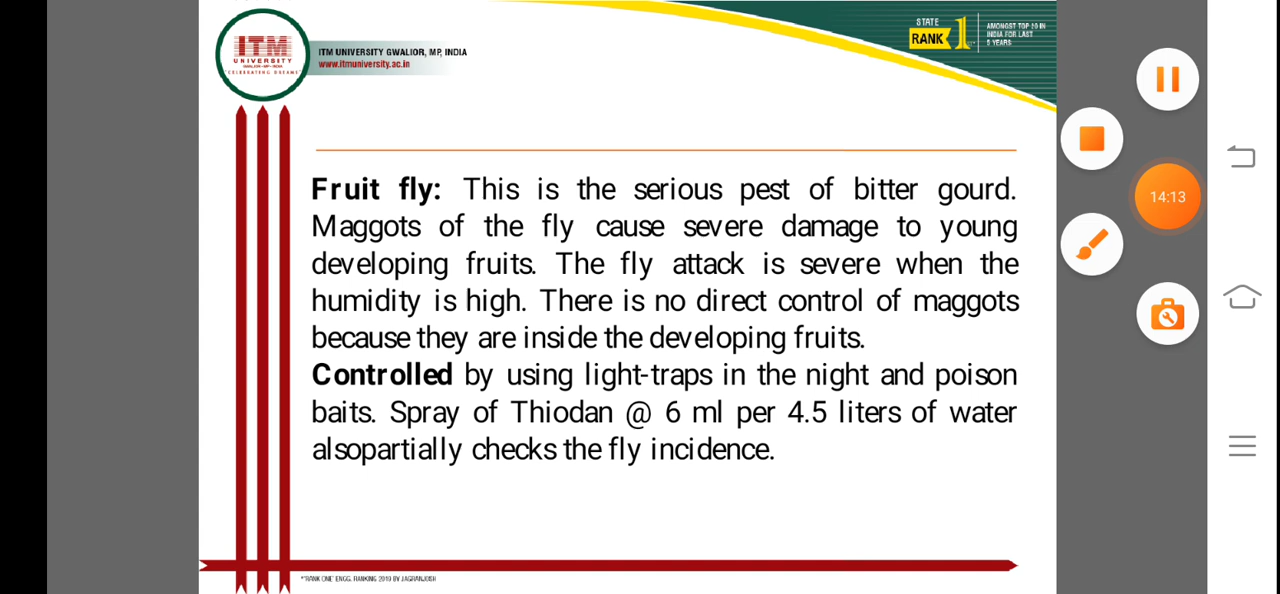 ITM
UNIVERSITY
GWALIOR • MP • INDIA
"CELEBRATING DREAMS"
ITM UNIVERSITY GWALIOR, MP, INDIA
www.itmuniversity.ac.in
STATE
RANK 1
AMONGST TOP 10 IN
INDIA FOR LAST
5 YEARS
14:13
Fruit fly: This is the serious pest of bitter gourd.
Maggots of the fly cause severe damage to young
developing fruits. The fly attack is severe when the
humidity is high. There is no direct control of maggots
because they are inside the developing fruits.
Controlled by using light-traps in the night and poison
baits. Spray of Thiodan @ 6 ml per 4.5 liters of water
alsopartially checks the fly incidence.
*"RANK ONE" ENGG. RANKING 2019 BY JAGRANJOSH